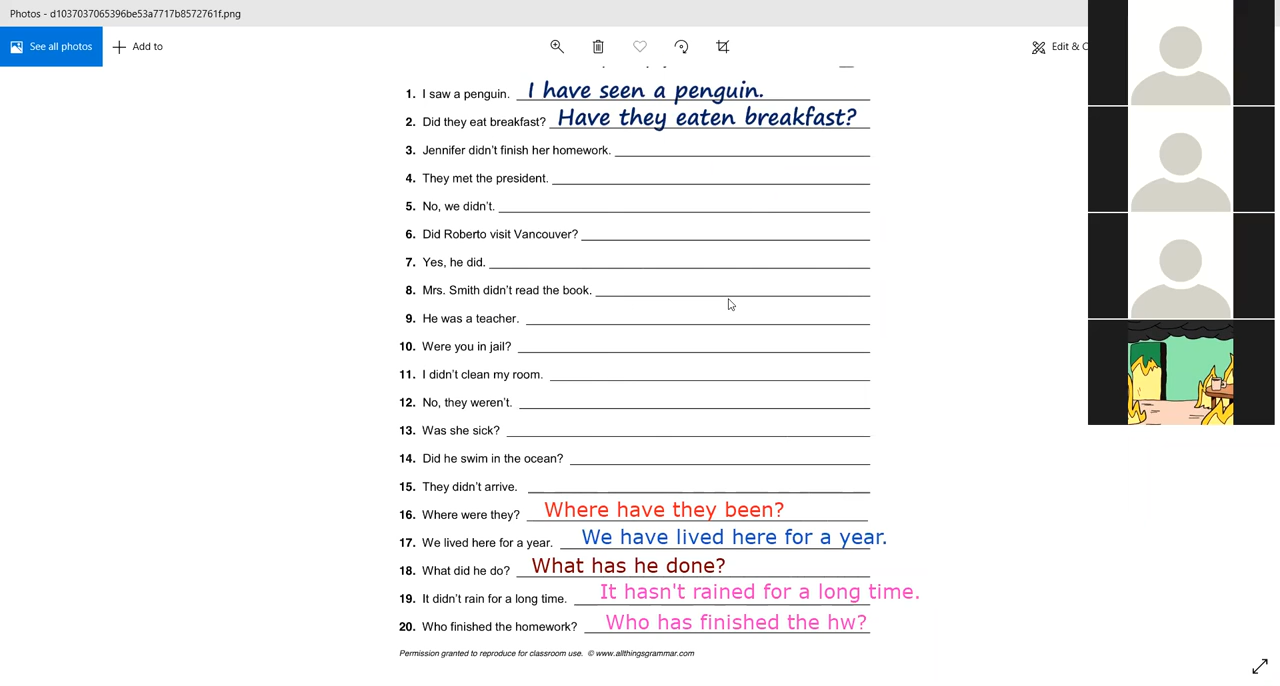 Photos - d1037037065396be53a7717b8572761f.png
See all photos
Add to
Edit & C
1. I saw a penguin. I have seen a penguin.
2. Did they eat breakfast? Have they eaten breakfast?
3. Jennifer didn't finish her homework.
4. They met the president.
5. No, we didn't.
6. Did Roberto visit Vancouver?
7. Yes, he did.
8. Mrs. Smith didn't read the book.
9. He was a teacher.
10. Were you in jail?
11. I didn't clean my room.
12. No, they weren't.
13. Was she sick?
14. Did he swim in the ocean?
15. They didn't arrive.
16. Where were they? Where have they been?
17. We lived here for a year. We have lived here for a year.
18. What did he do? What has he done?
19. It didn't rain for a long time. It hasn't rained for a long time.
20. Who finished the homework? Who has finished the hw?
Permission granted to reproduce for classroom use. © www.allthingsgrammar.com